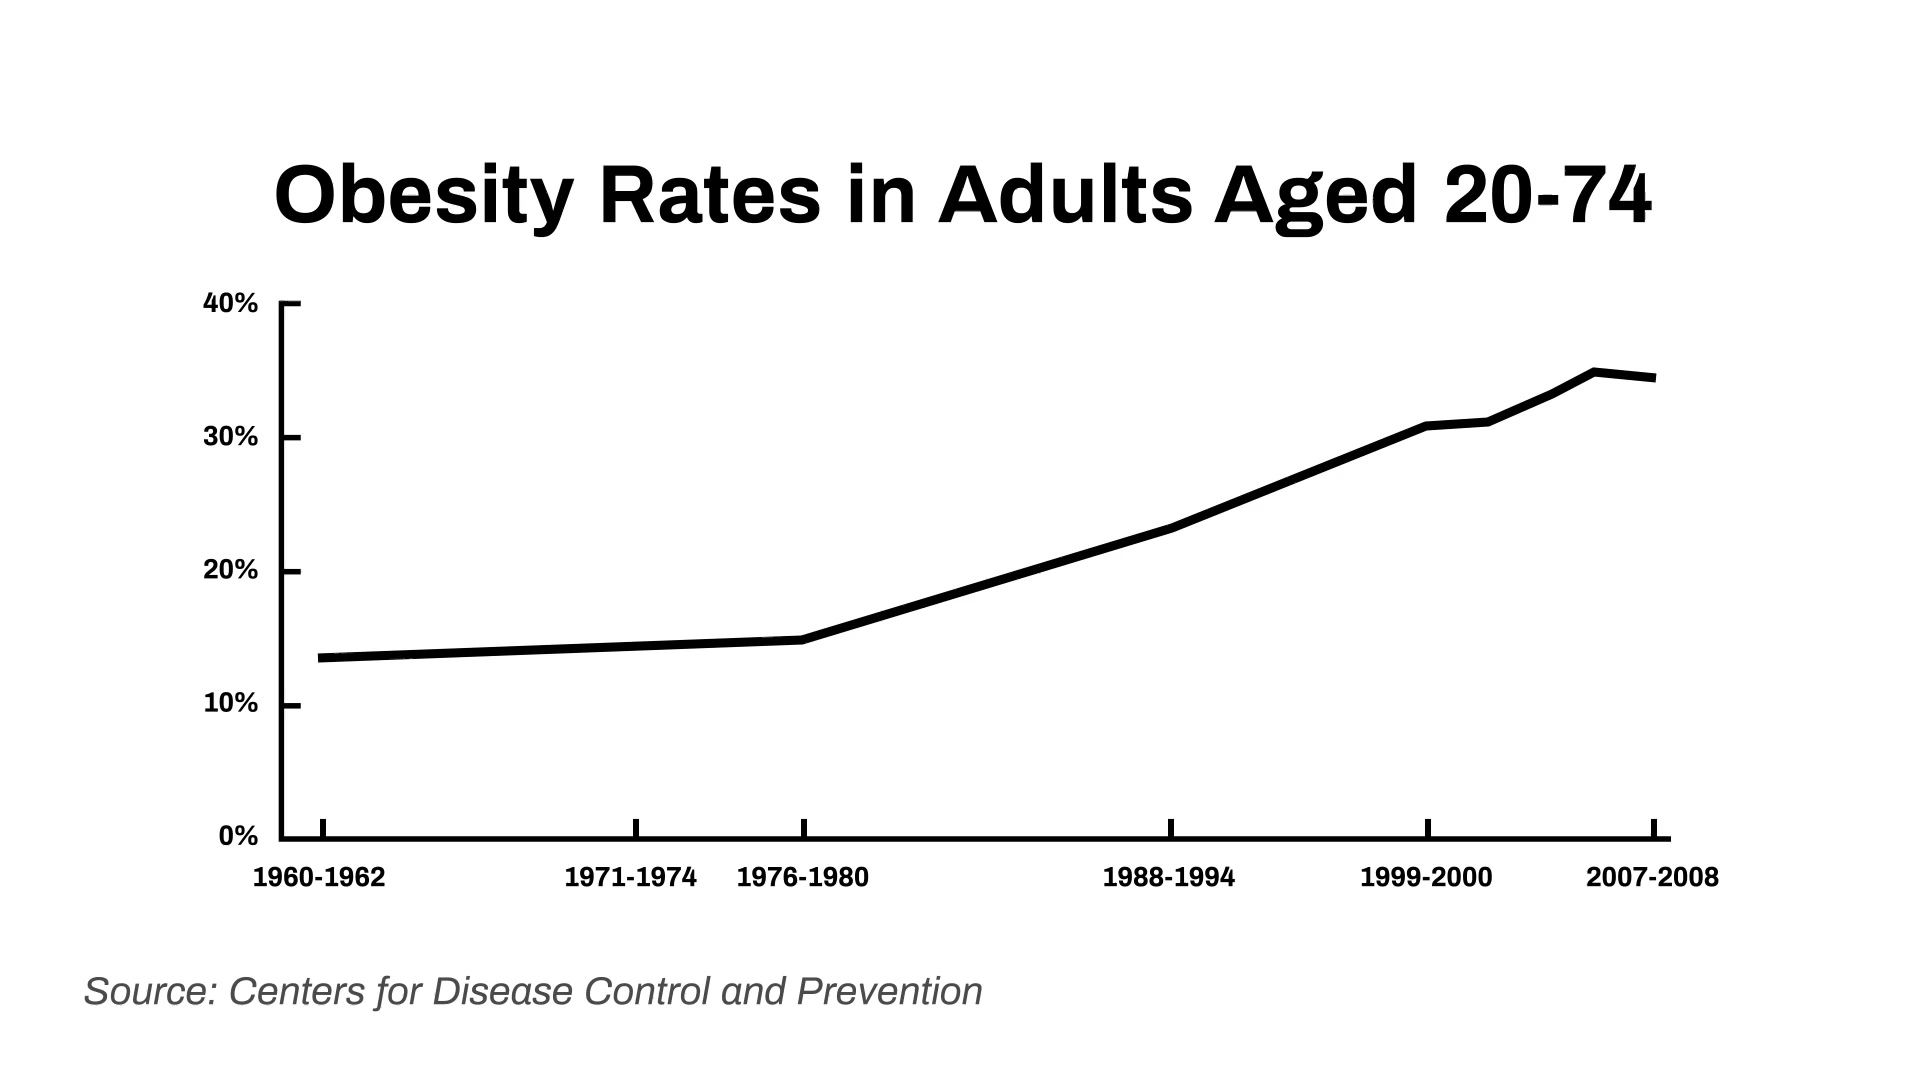 Obesity Rates in Adults Aged 20-74
40%
30%
20%
10%
0%
1960-1962 1971-1974 1976-1980 1988-1994 1999-2000 2007-2008
Source: Centers for Disease Control and Prevention